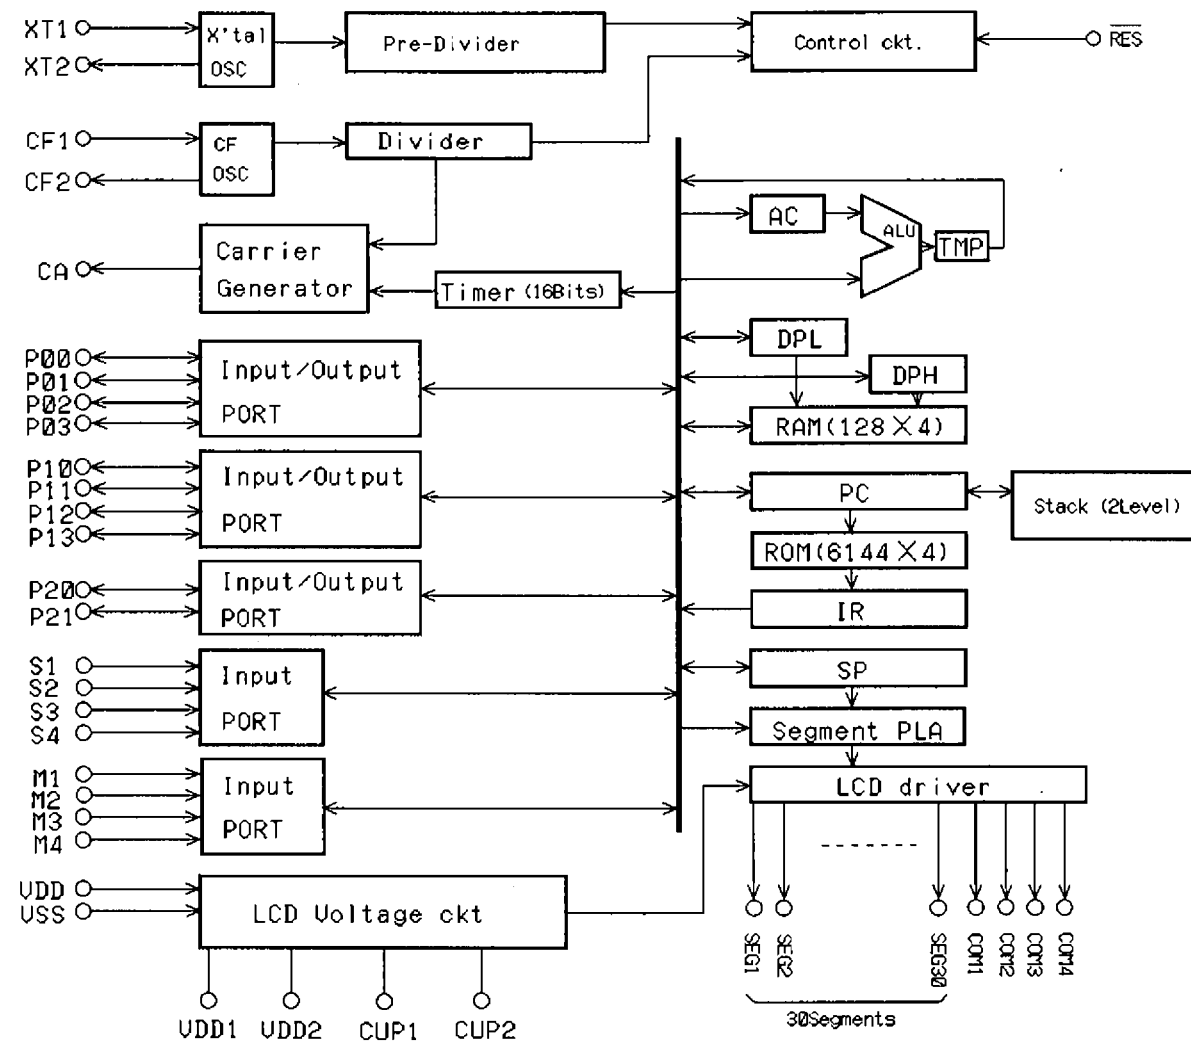 XT1
XT2
X'tal
OSC
Pre-Divider
Control ckt.
RES
CF1
CF2
CF
OSC
Divider
CA
Carrier
Generator
Timer (16Bits)
AC
ALU
TMP
DPL
DPH
RAM(128×4)
P00
P01
P02
P03
Input/Output
PORT
P10
P11
P12
P13
Input/Output
PORT
PC
Stack (2Level)
ROM(6144×4)
IR
P20
P21
Input/Output
PORT
S1
S2
S3
S4
Input
PORT
SP
Segment PLA
LCD driver
M1
M2
M3
M4
Input
PORT
VDD
VSS
LCD Voltage ckt
VDD1
VDD2
CUP1
CUP2
SEG1
SEG2
SEG30
COM1
COM2
COM3
COM4
30Segments